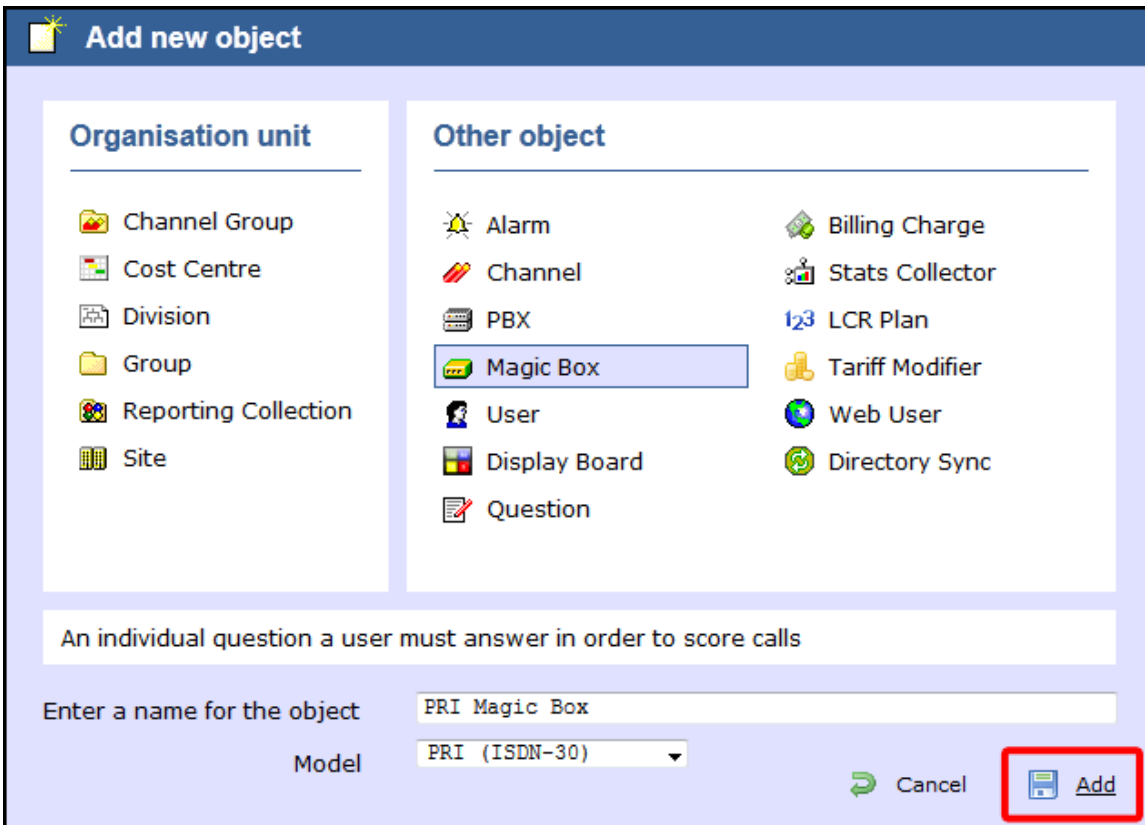 Add new object
Organisation unit
Channel Group
Cost Centre
Division
Group
Reporting Collection
Site
Other object
Alarm
Channel
PBX
Magic Box
User
Display Board
Question
Billing Charge
Stats Collector
123 LCR Plan
Tariff Modifier
Web User
Directory Sync
An individual question a user must answer in order to score calls
Enter a name for the object PRI Magic Box
Model PRI (ISDN-30)
Cancel Add